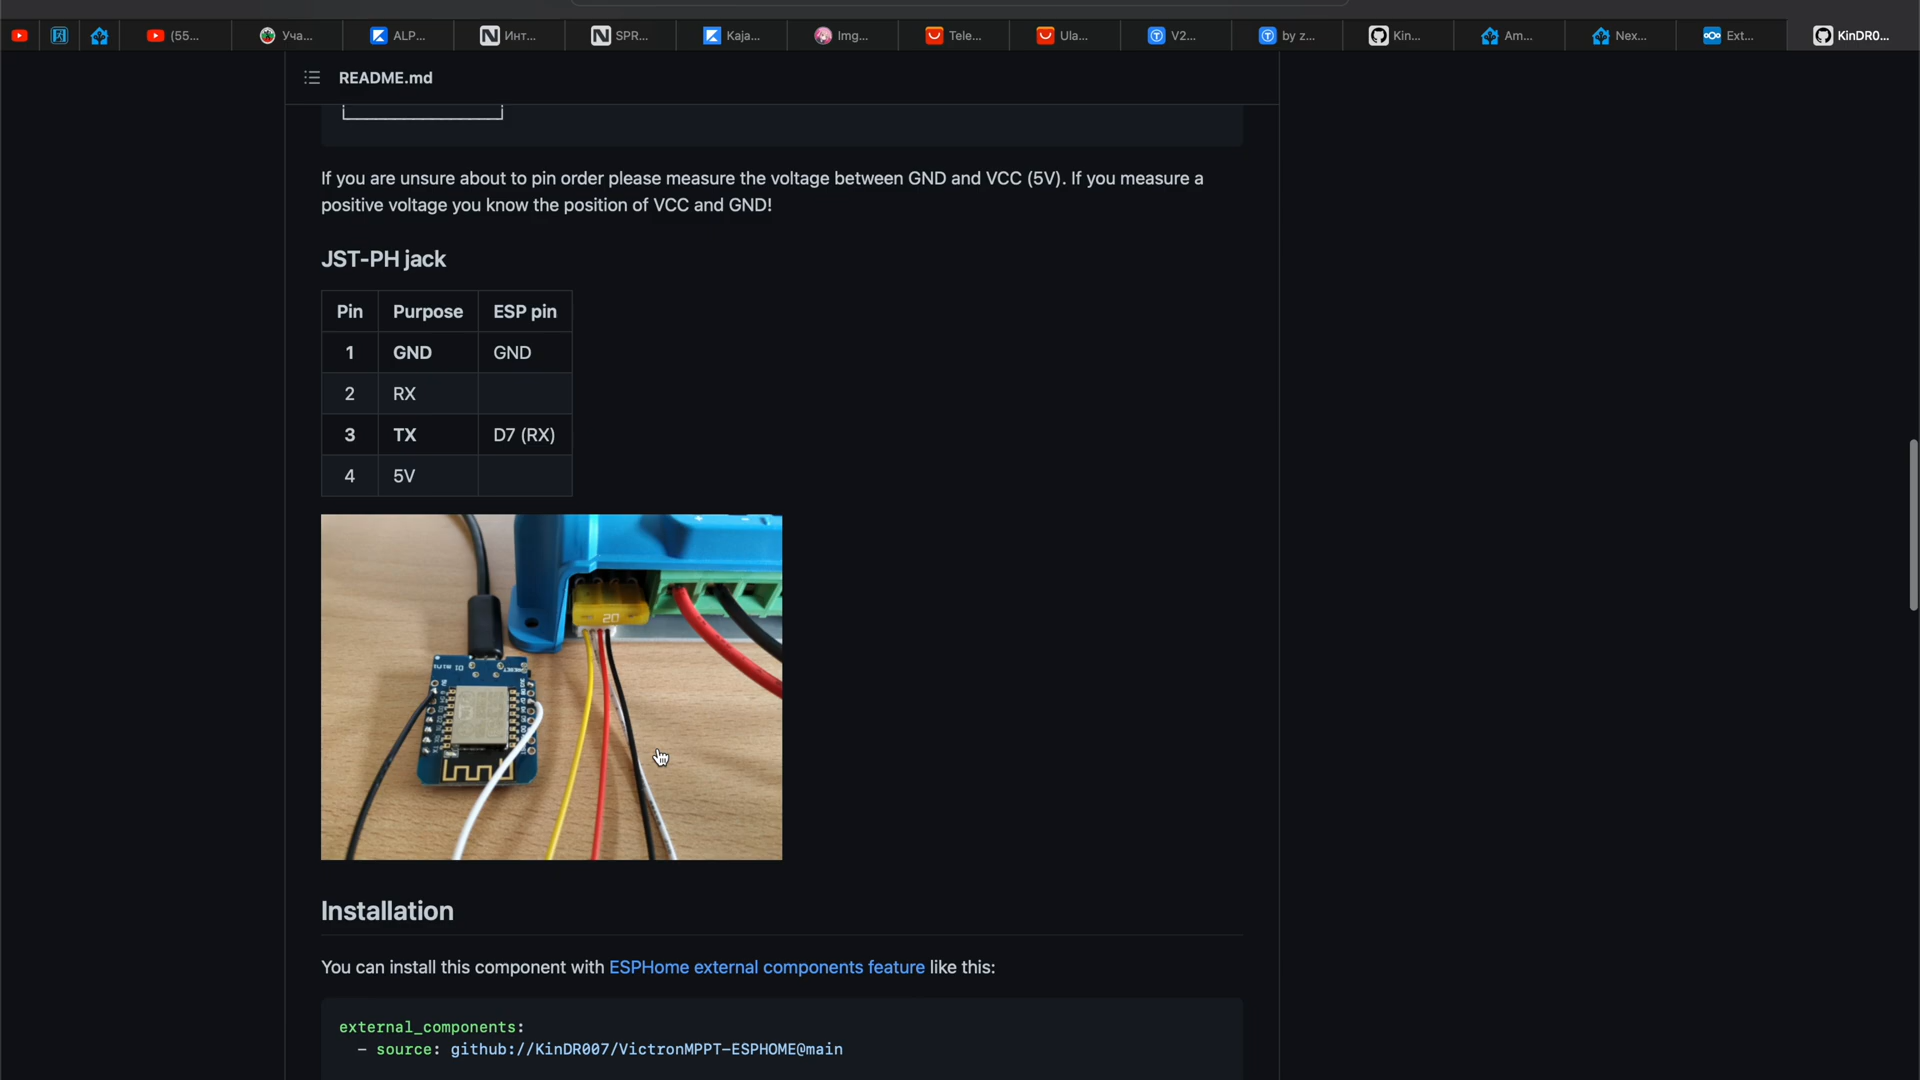 (55...
Уча...
ALP...
Инт...
SPR...
Kaja...
Img...
Tele...
Ula...
V2...
by z...
Kin...
Am...
Nex...
Ext...
KinDR0...
README.md
If you are unsure about to pin order please measure the voltage between GND and VCC (5V). If you measure a
positive voltage you know the position of VCC and GND!
JST-PH jack
Pin Purpose ESP pin
1 GND GND
2 RX
3 TX D7 (RX)
4 5V
20
Installation
You can install this component with ESPHome external components feature like this:
external_components:
- source: github://KinDR007/VictronMPPT-ESPHOME@main